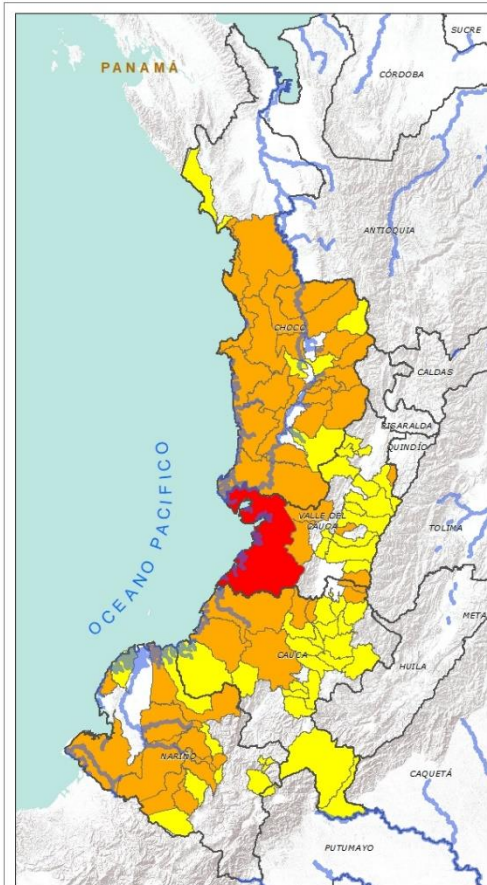 SUCRE
PANAMÁ
CÓRDOBA
ANTIOQUIA
CHOCO
CALDAS
RISARALDA
QUINDÍO
OCEANO PACIFICO
VALLE DEL
CAUCA
TOLIMA
META
CAUCA
HUILA
NARIÑO
CAQUETÁ
PUTUMAYO